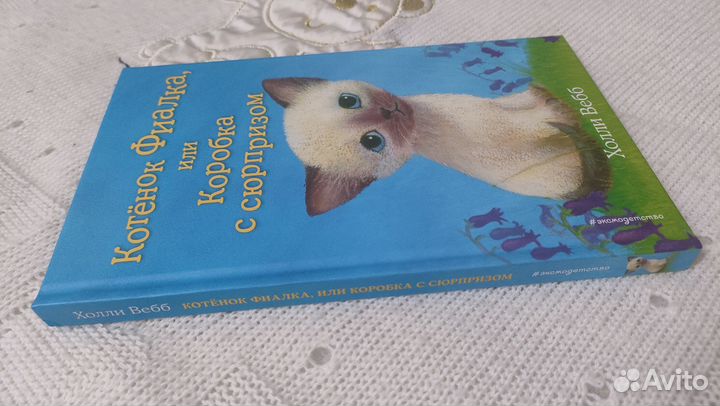 Котёнок Фиалка,
или
Коробка
с сюрпризом
Холли Вебб
#эксмодетство
Холли Вебб КОТЁНОК ФИАЛКА, ИЛИ КОРОБКА С СЮРПРИЗОМ #эксмодетство
Avito